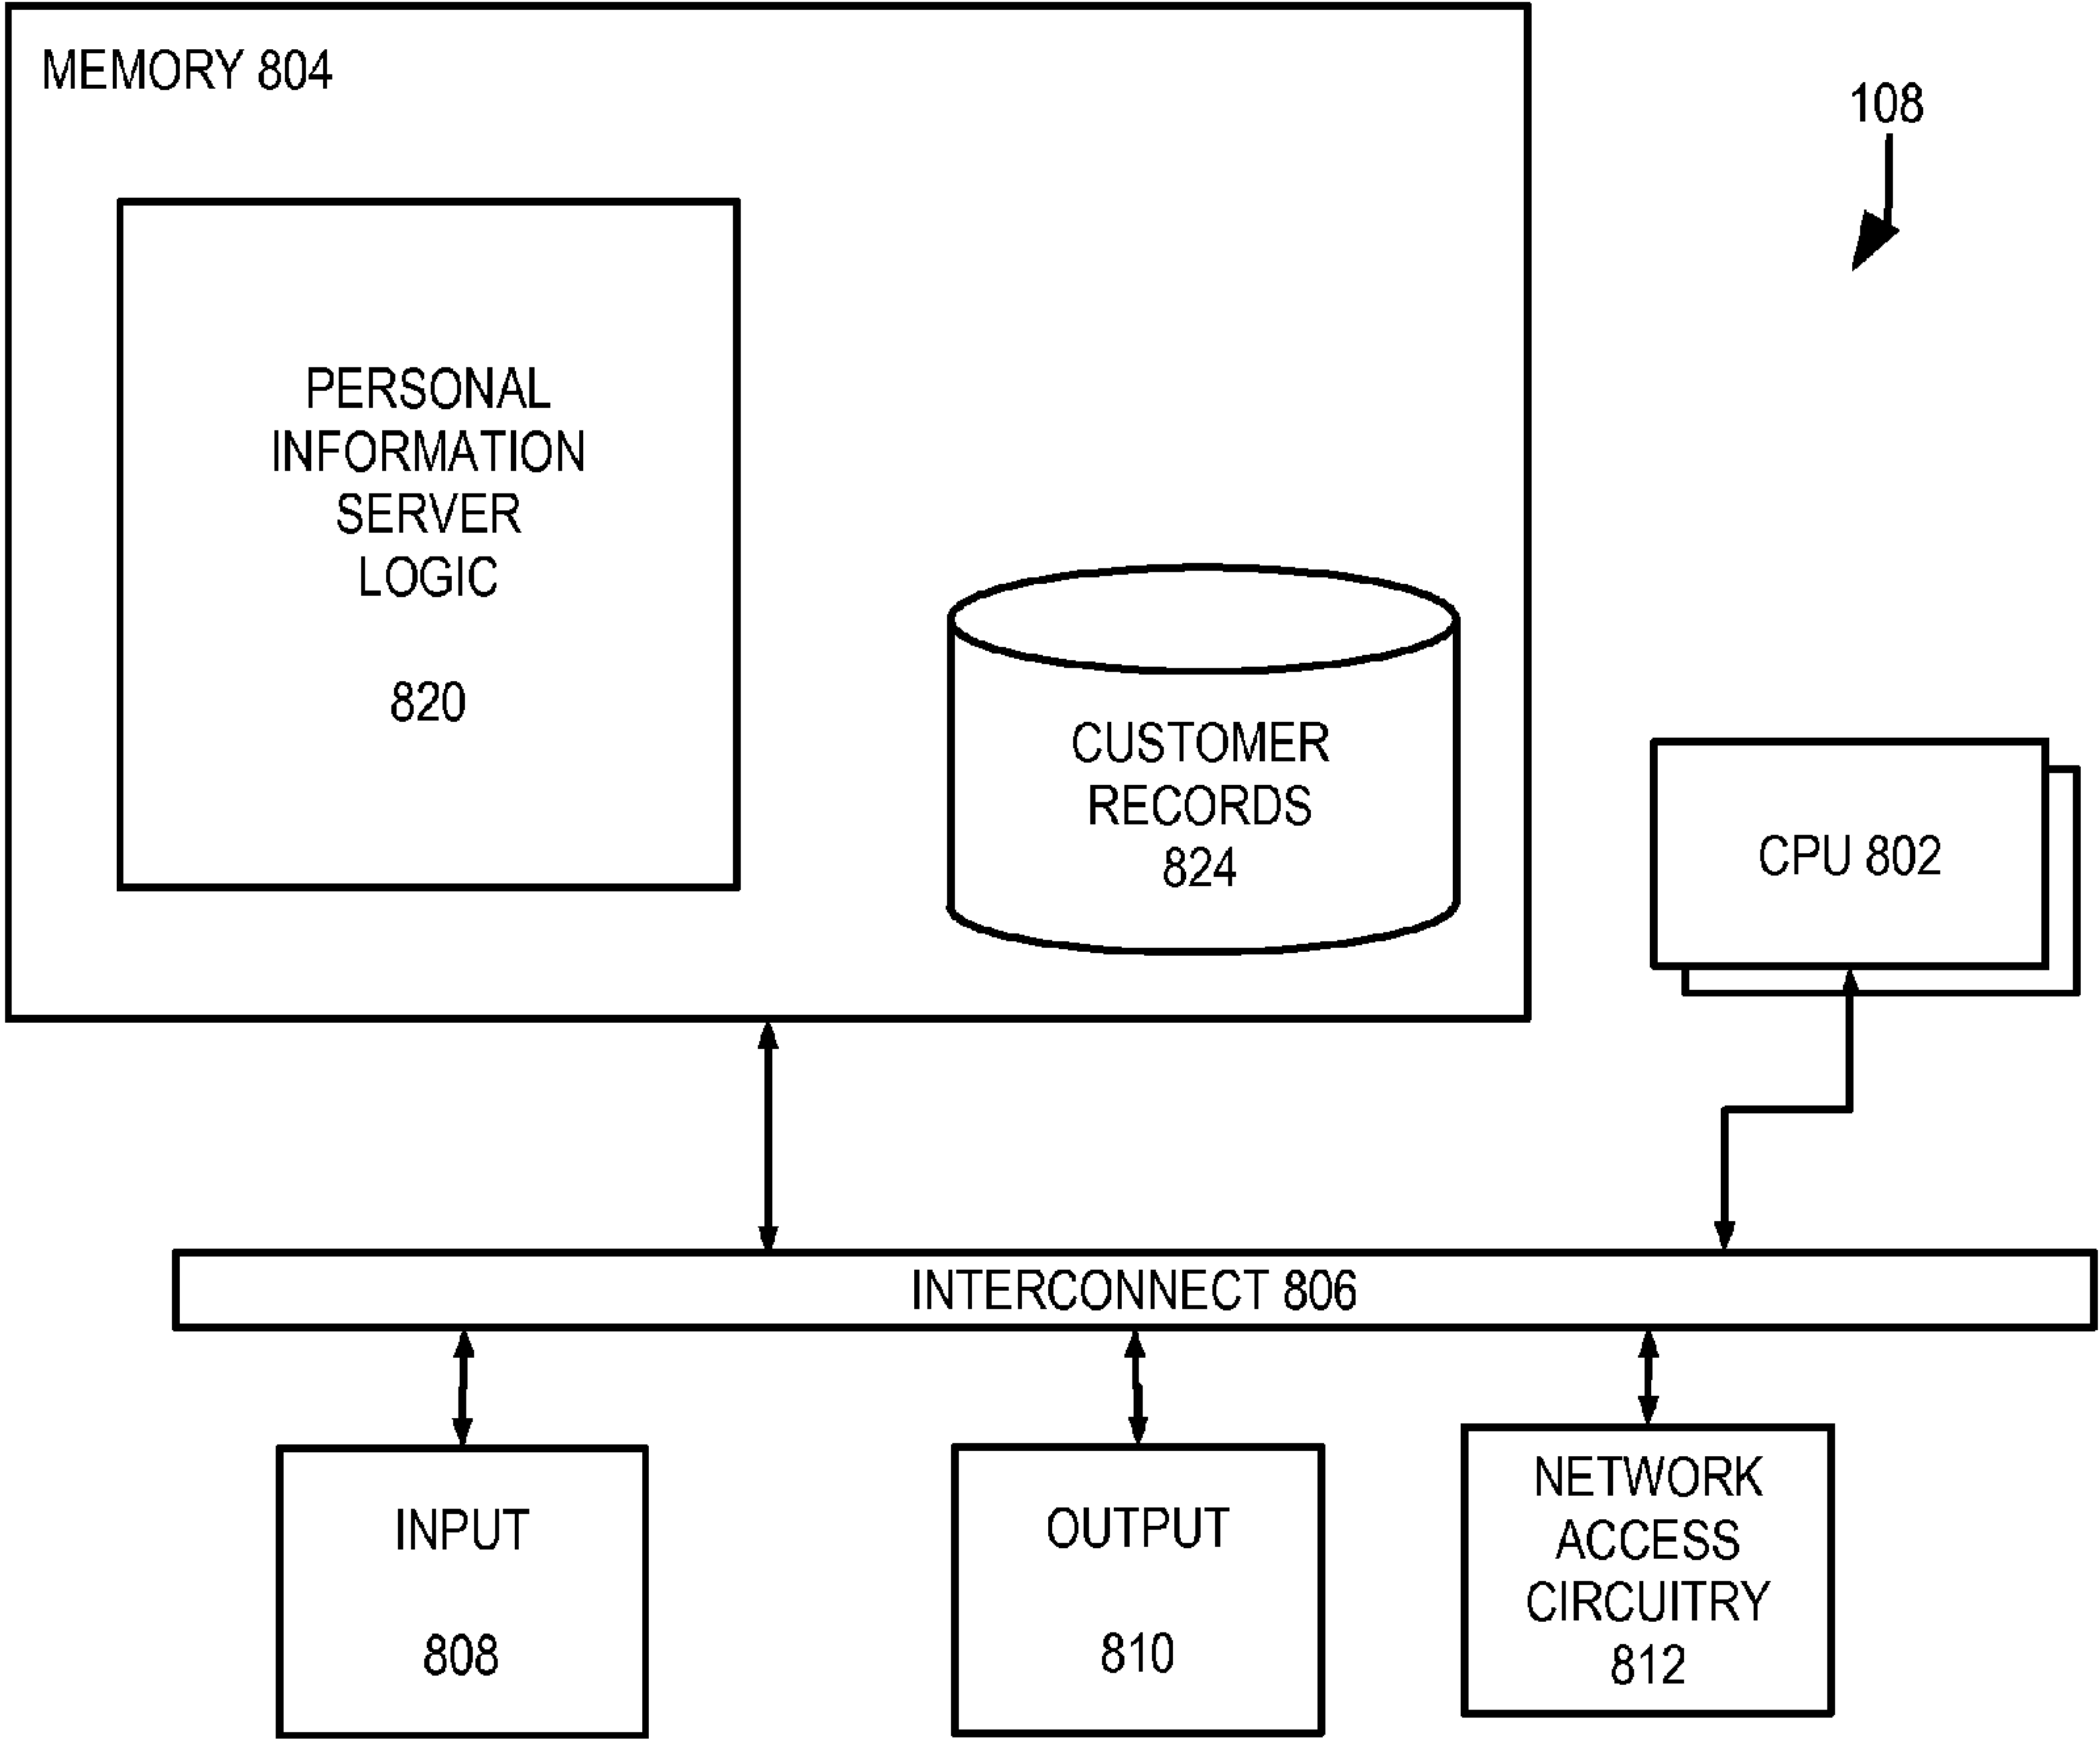 MEMORY 804
108
PERSONAL
INFORMATION
SERVER
LOGIC
820
CUSTOMER
RECORDS
824
CPU 802
INTERCONNECT 806
INPUT
808
OUTPUT
810
NETWORK
ACCESS
CIRCUITRY
812